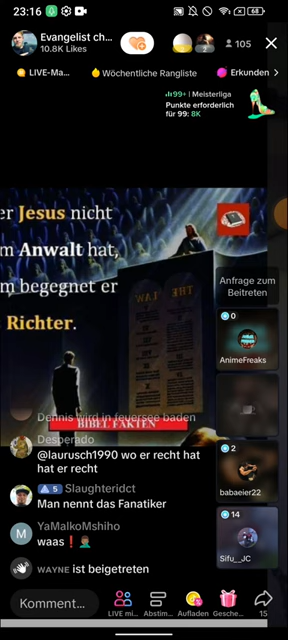 23:16
68
Evangelist ch...
10.8K Likes
105
LIVE-Ma...
Wöchentliche Rangliste
Erkunden
99+ | Meisterliga
Punkte erforderlich
für 99: 8K
er Jesus nicht
m Anwalt hat,
m begegnet er
Richter.
THE LAW
BIBEL FAKTEN
Anfrage zum
Beitreten
0
AnimeFreaks
2
babaeier22
14
Sifu_JC
Dennis wird in feuersee baden
Desperado
@laurusch1990 wo er recht hat
hat er recht
5 Slaughteridct
Man nennt das Fanatiker
M
YaMalkoMshiho
waas❗🤦🏾‍♂️
WAYNE ist beigetreten
Komment...
LIVE mi...
Abstim...
Aufladen
Gesche...
15